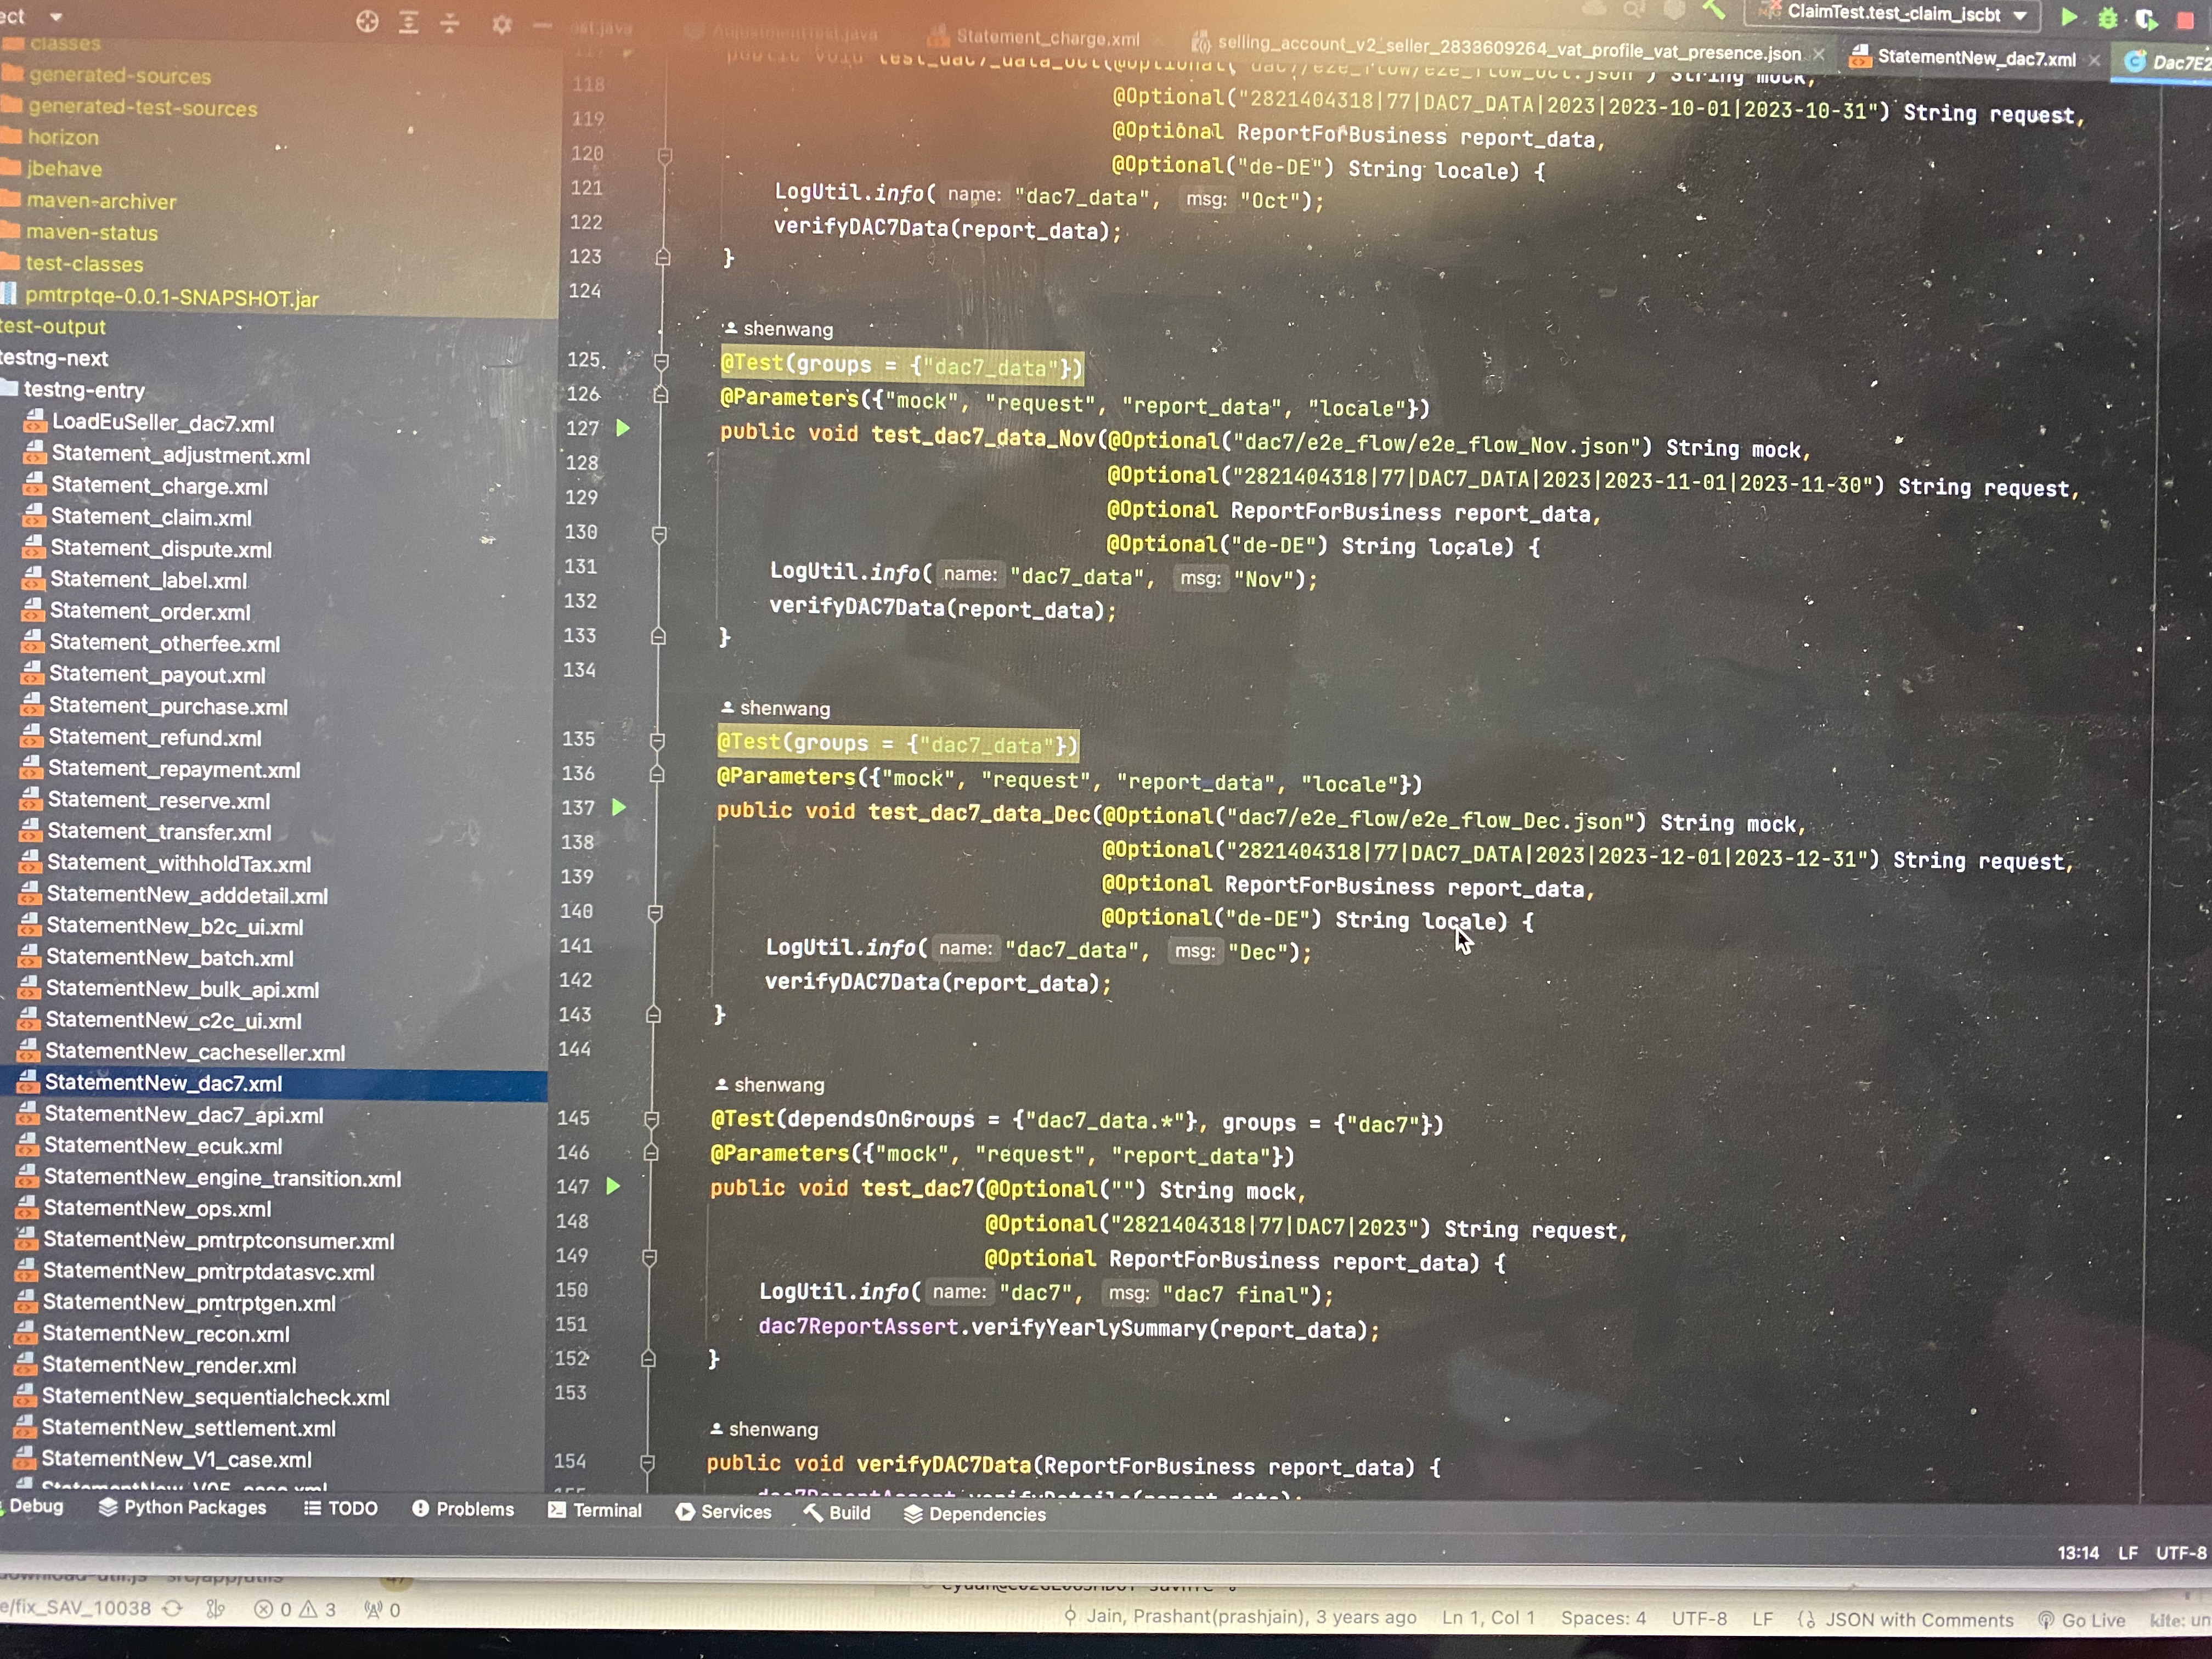 ect
Statement_charge.xml
selling_account_v2_seller_2833609264_vat_profile_vat_presence.json
StatementNew_dac7.xml
Dac7E2
ClaimTest.test_claim_iscbt
classes
generated-sources
generated-test-sources
horizon
jbehave
maven-archiver
maven-status
test-classes
pmtrptqe-0.0.1-SNAPSHOT.jar
test-output
testng-next
testng-entry
LoadEuSeller_dac7.xml
Statement_adjustment.xml
Statement_charge.xml
Statement_claim.xml
Statement_dispute.xml
Statement_label.xml
Statement_order.xml
Statement_otherfee.xml
Statement_payout.xml
Statement_purchase.xml
Statement_refund.xml
Statement_repayment.xml
Statement_reserve.xml
Statement_transfer.xml
Statement_withholdTax.xml
StatementNew_adddetail.xml
StatementNew_b2c_ui.xml
StatementNew_batch.xml
StatementNew_bulk_api.xml
StatementNew_c2c_ui.xml
StatementNew_cacheseller.xml
StatementNew_dac7.xml
StatementNew_dac7_api.xml
StatementNew_ecuk.xml
StatementNew_engine_transition.xml
StatementNew_ops.xml
StatementNew_pmtrptconsumer.xml
StatementNew_pmtrptdatasvc.xml
StatementNew_pmtrptgen.xml
StatementNew_recon.xml
StatementNew_render.xml
StatementNew_sequentialcheck.xml
StatementNew_settlement.xml
StatementNew_V1_case.xml
public void test_dac7_data_Oct(@Optional("dac7/e2e_flow/e2e_flow_Oct.json") String mock,
118 @Optional("2821404318|77|DAC7_DATA|2023|2023-10-01|2023-10-31") String request,
119 @Optional ReportForBusiness report_data,
120 @Optional("de-DE") String locale) {
121 LogUtil.info( name: "dac7_data", msg: "Oct");
122 verifyDAC7Data(report_data);
123 }
124
shenwang
125 @Test(groups = {"dac7_data"})
126 @Parameters({"mock", "request", "report_data", "locale"})
127 public void test_dac7_data_Nov(@Optional("dac7/e2e_flow/e2e_flow_Nov.json") String mock,
128 @Optional("2821404318|77|DAC7_DATA|2023|2023-11-01|2023-11-30") String request,
129 @Optional ReportForBusiness report_data,
130 @Optional("de-DE") String locale) {
131 LogUtil.info( name: "dac7_data", msg: "Nov");
132 verifyDAC7Data(report_data);
133 }
134
shenwang
135 @Test(groups = {"dac7_data"})
136 @Parameters({"mock", "request", "report_data", "locale"})
137 public void test_dac7_data_Dec(@Optional("dac7/e2e_flow/e2e_flow_Dec.json") String mock,
138 @Optional("2821404318|77|DAC7_DATA|2023|2023-12-01|2023-12-31") String request,
139 @Optional ReportForBusiness report_data,
140 @Optional("de-DE") String locale) {
141 LogUtil.info( name: "dac7_data", msg: "Dec");
142 verifyDAC7Data(report_data);
143 }
144
shenwang
145 @Test(dependsOnGroups = {"dac7_data.*"}, groups = {"dac7"})
146 @Parameters({"mock", "request", "report_data"})
147 public void test_dac7(@Optional("") String mock,
148 @Optional("2821404318|77|DAC7|2023") String request,
149 @Optional ReportForBusiness report_data) {
150 LogUtil.info( name: "dac7", msg: "dac7 final");
151 dac7ReportAssert.verifyYearlySummary(report_data);
152 }
153
shenwang
154 public void verifyDAC7Data(ReportForBusiness report_data) {
Debug Python Packages TODO Problems Terminal Services Build Dependencies
13:14 LF UTF-8
e/fix_SAV_10038 0 3 0 Jain, Prashant(prashjain), 3 years ago Ln 1, Col 1 Spaces: 4 UTF-8 LF JSON with Comments Go Live kite: un